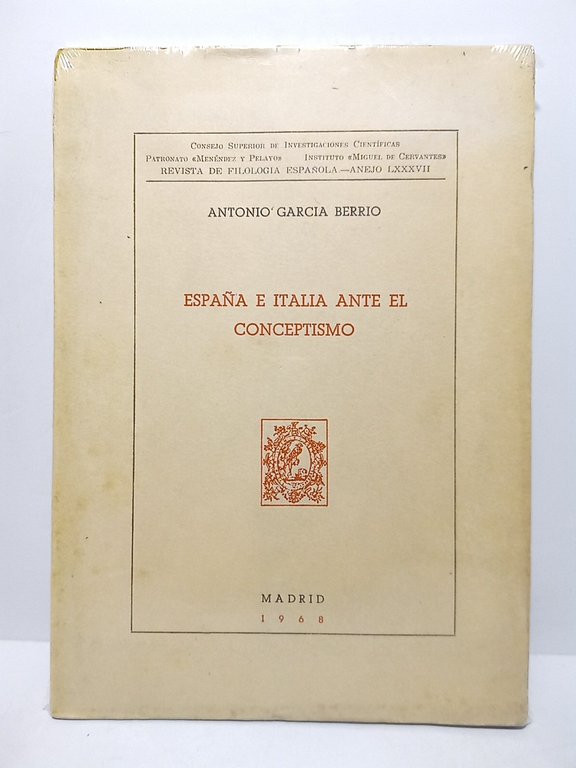 CONSEJO SUPERIOR DE INVESTIGACIONES CIENTÍFICAS
PATRONATO «MENÉNDEZ Y PELAYO» INSTITUTO «MIGUEL DE CERVANTES»
REVISTA DE FILOLOGIA ESPAÑOLA.—ANEJO LXXXVII
ANTONIO GARCIA BERRIO
ESPAÑA E ITALIA ANTE EL
CONCEPTISMO
MADRID
1968